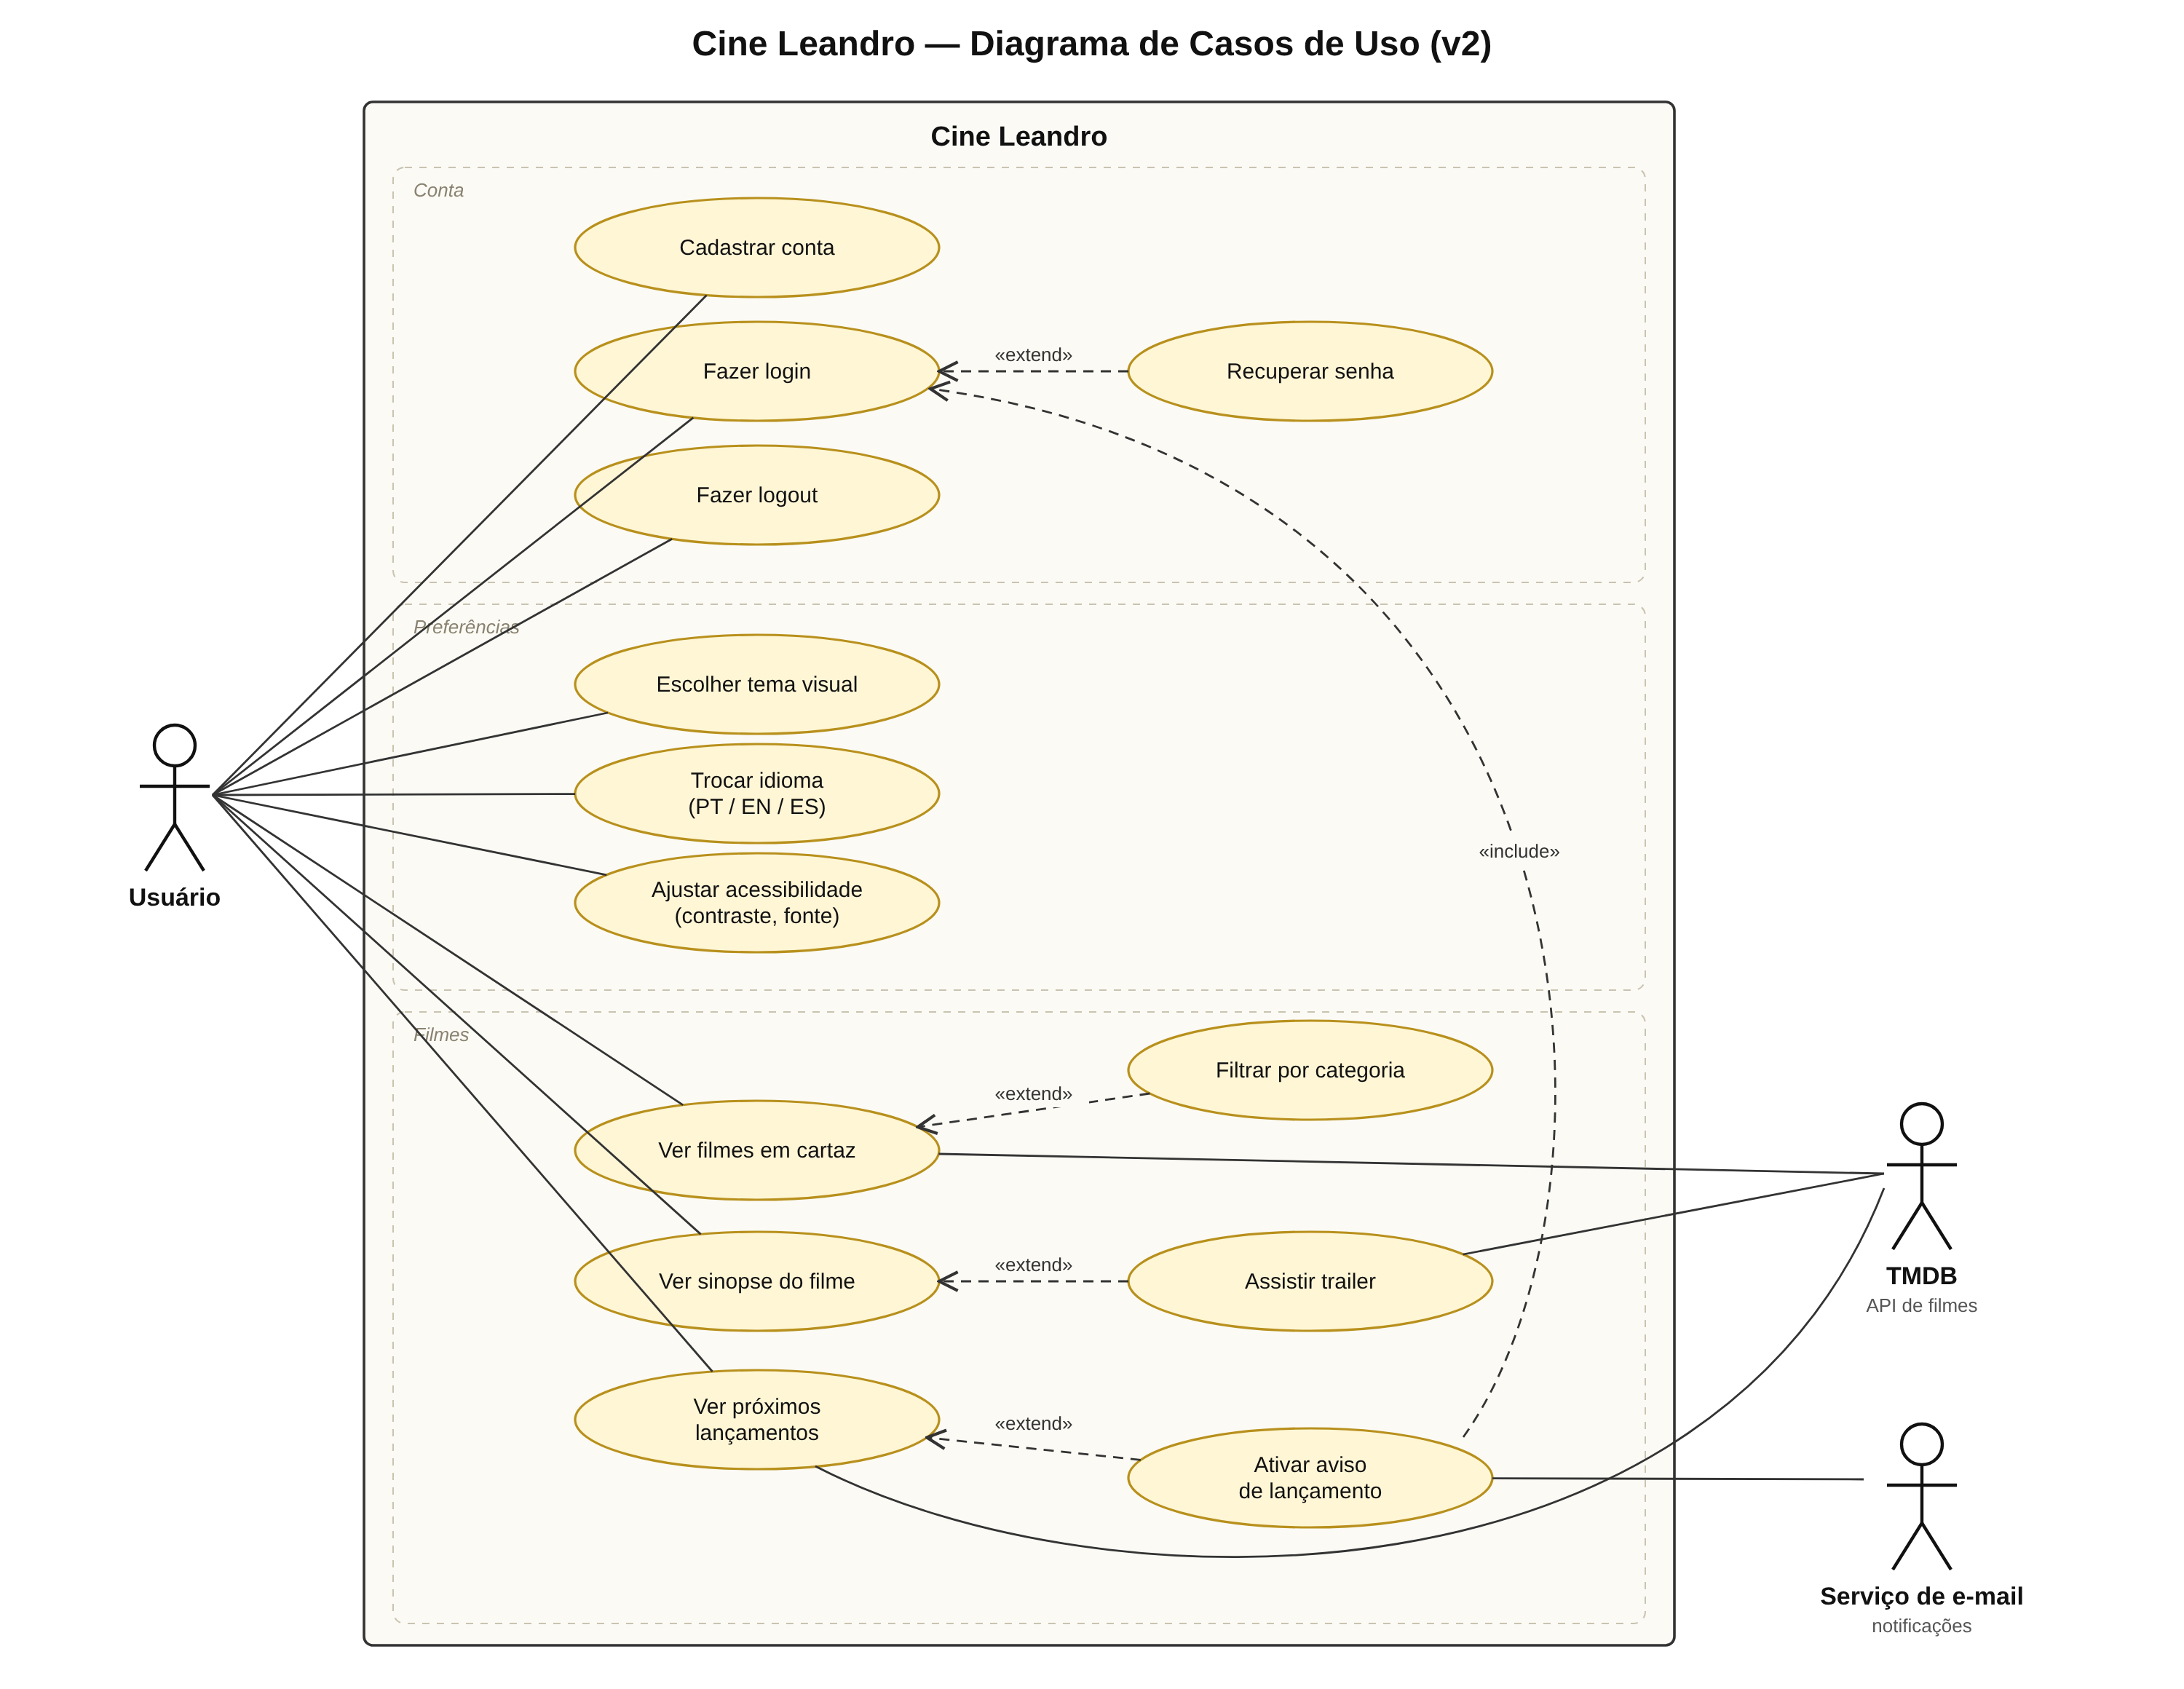 Cine Leandro — Diagrama de Casos de Uso (v2)
Cine Leandro
Conta
Cadastrar conta
Fazer login
«extend»
Recuperar senha
Fazer logout
Preferências
Escolher tema visual
Trocar idioma
(PT / EN / ES)
Ajustar acessibilidade
(contraste, fonte)
«include»
Usuário
Filmes
Filtrar por categoria
«extend»
Ver filmes em cartaz
Ver sinopse do filme
«extend»
Assistir trailer
TMDB
API de filmes
Ver próximos
lançamentos
«extend»
Ativar aviso
de lançamento
Serviço de e-mail
notificações